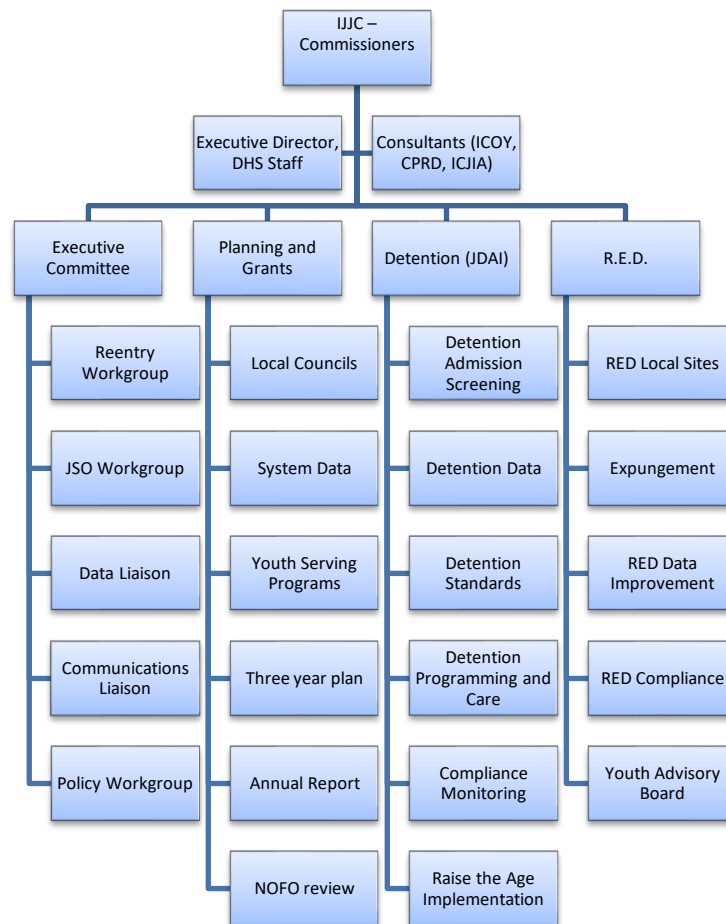 IJJC –
Commissioners
Executive Director,
DHS Staff
Consultants (ICOY,
CPRD, ICJIA)
Executive
Committee
Planning and
Grants
Detention (JDAI)
R.E.D.
Reentry
Workgroup
Local Councils
Detention
Admission
Screening
RED Local Sites
JSO Workgroup
System Data
Detention Data
Expungement
Data Liaison
Youth Serving
Programs
Detention
Standards
RED Data
Improvement
Communications
Liaison
Three year plan
Detention
Programming and
Care
RED Compliance
Policy Workgroup
Annual Report
Compliance
Monitoring
Youth Advisory
Board
NOFO review
Raise the Age
Implementation